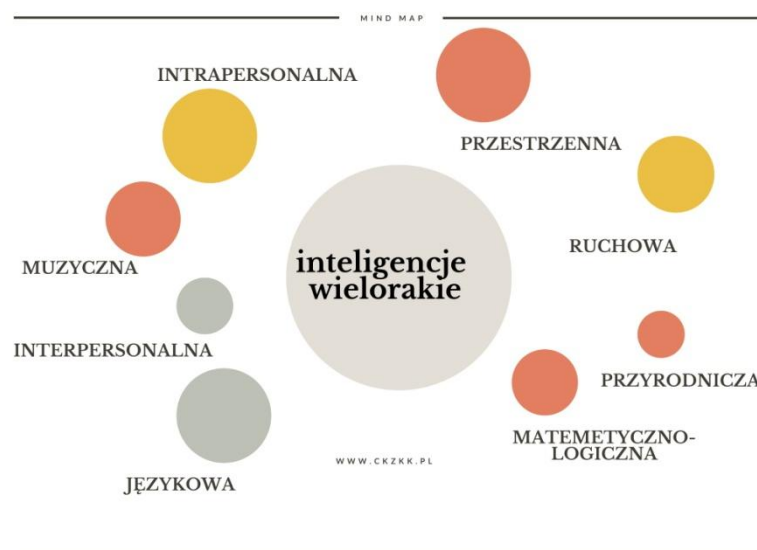 MIND MAP
INTRAPERSONALNA
PRZESTRZENNA
RUCHOWA
MUZYCZNA
inteligencje
wielorakie
INTERPERSONALNA
PRZYRODNICZA
MATEMETYCZNO-
LOGICZNA
WWW.CKZKK.PL
JĘZYKOWA